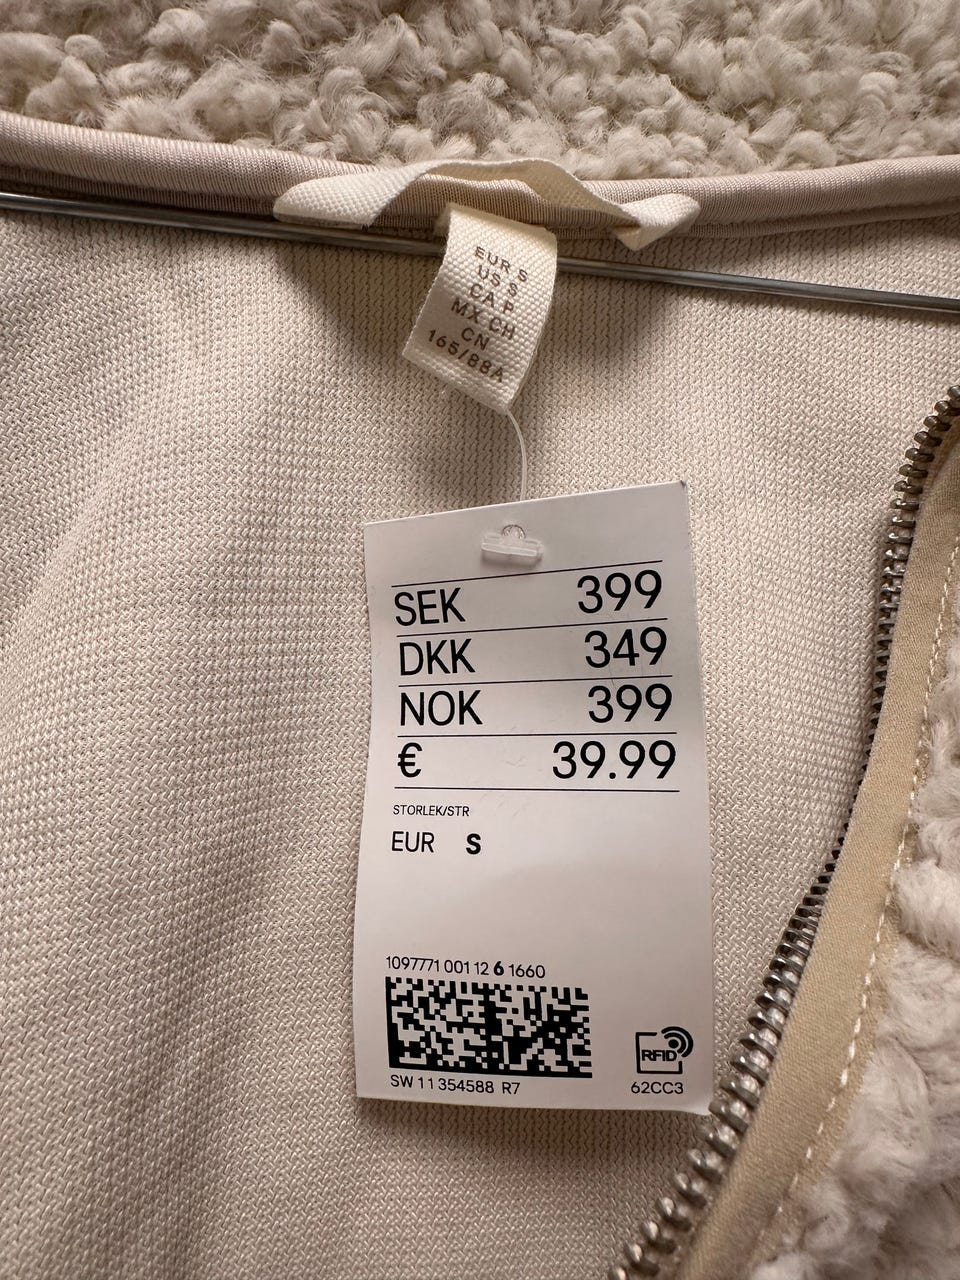 EUR S
US S
CA P
MX CH
CN
165/88A
SEK 399
DKK 349
NOK 399
€ 39.99
STORLEK/STR
EUR S
1097771 001 12 6 1660
RFID
SW 11 354588 R7
62CC3